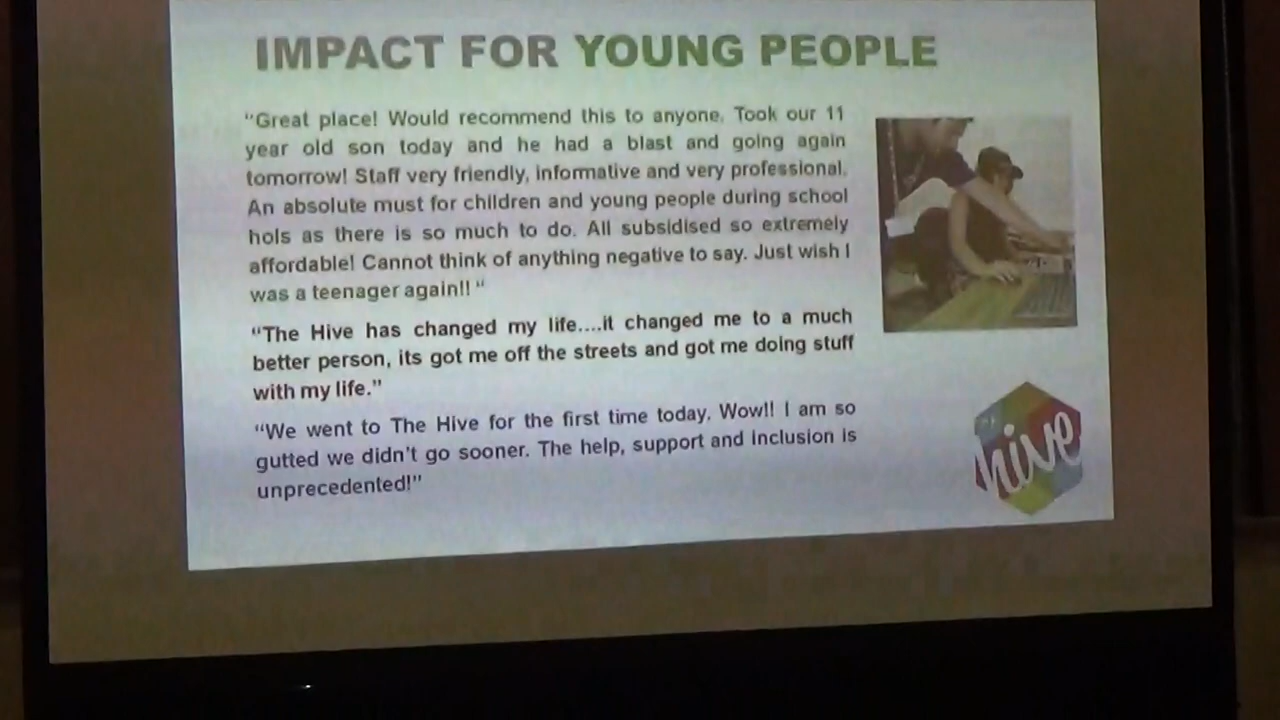 IMPACT FOR YOUNG PEOPLE
“Great place! Would recommend this to anyone. Took our 11
year old son today and he had a blast and going again
tomorrow! Staff very friendly, informative and very professional.
An absolute must for children and young people during school
hols as there is so much to do. All subsidised so extremely
affordable! Cannot think of anything negative to say. Just wish I
was a teenager again!! “
“The Hive has changed my life....it changed me to a much
better person, its got me off the streets and got me doing stuff
with my life.”
“We went to The Hive for the first time today. Wow!! I am so
gutted we didn't go sooner. The help, support and inclusion is
unprecedented!”
hive